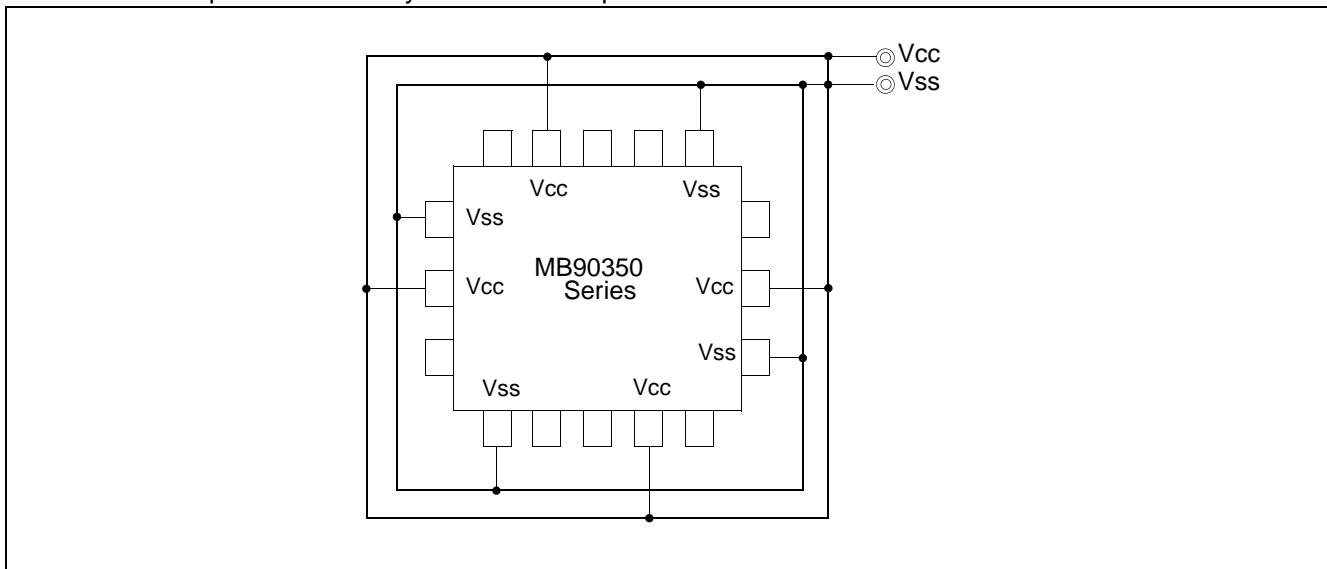 Vcc
Vss
Vcc Vss
Vss
MB90350
Series
Vcc Vcc
Vss
Vss Vcc